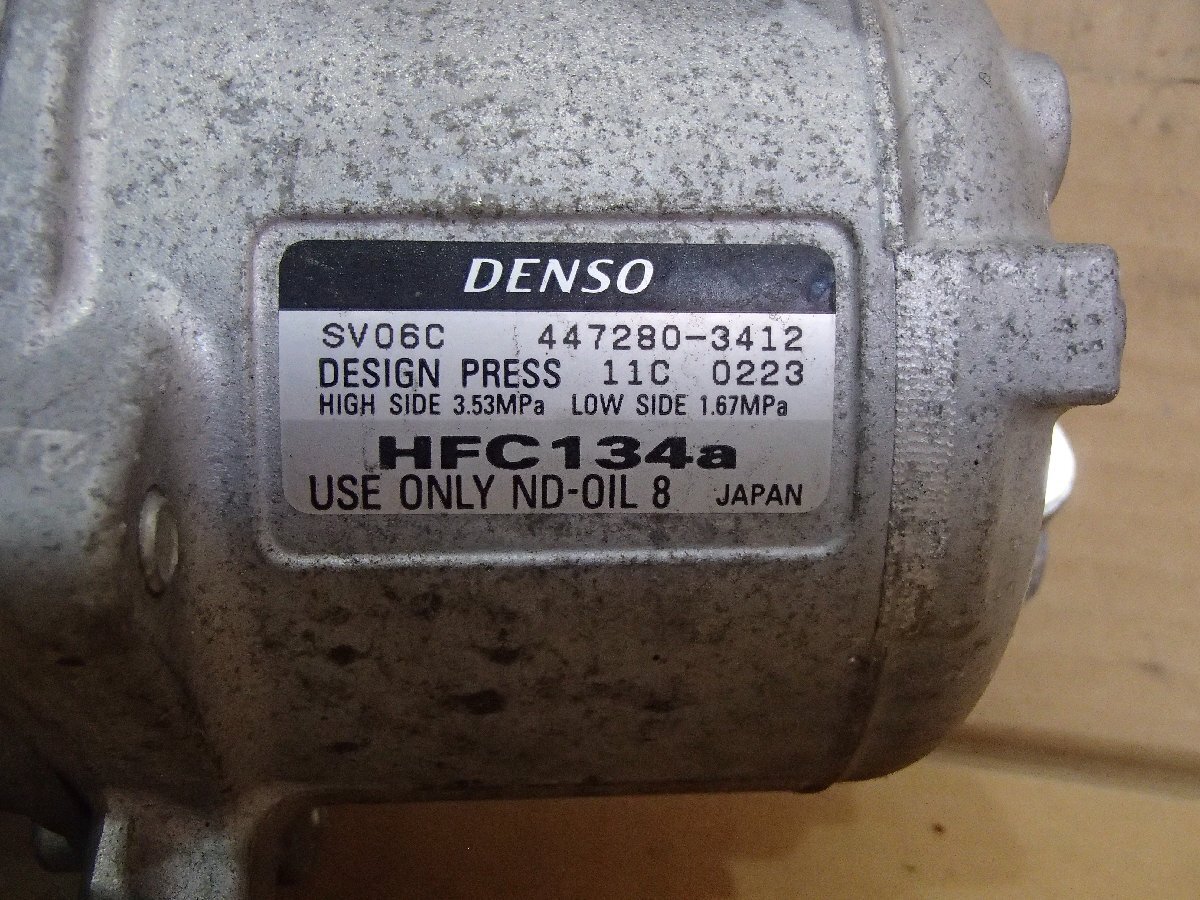 DENSO
SV06C 447280-3412
DESIGN PRESS 11C 0223
HIGH SIDE 3.53MPa LOW SIDE 1.67MPa
HFC134a
USE ONLY ND-OIL 8 JAPAN